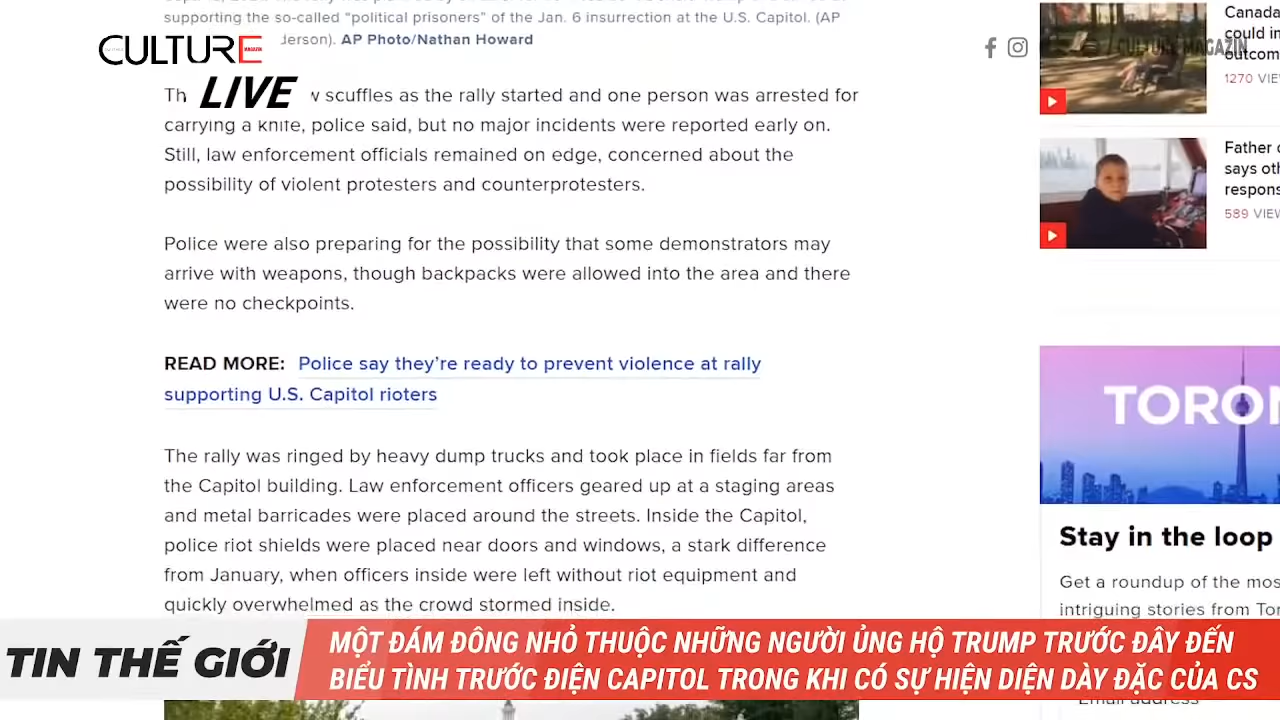 supporting the so-called “political prisoners” of the Jan. 6 insurrection at the U.S. Capitol. (AP
AP Photo/Nathan Howard
CULTURE
LIVE
Th w scuffles as the rally started and one person was arrested for
carrying a knife, police said, but no major incidents were reported early on.
Still, law enforcement officials remained on edge, concerned about the
possibility of violent protesters and counterprotesters.
Police were also preparing for the possibility that some demonstrators may
arrive with weapons, though backpacks were allowed into the area and there
were no checkpoints.
READ MORE: Police say they’re ready to prevent violence at rally
supporting U.S. Capitol rioters
The rally was ringed by heavy dump trucks and took place in fields far from
the Capitol building. Law enforcement officers geared up at a staging areas
and metal barricades were placed around the streets. Inside the Capitol,
police riot shields were placed near doors and windows, a stark difference
from January, when officers inside were left without riot equipment and
quickly overwhelmed as the crowd stormed inside.
CULTURE MAGAZIN
Canada
could in
outcom
1270 VIE
Father
says ot
respons
589 VIEW
TORON
Stay in the loop
Get a roundup of the mos
intriguing stories from Tor
Email address
TIN THẾ GIỚI
MỘT ĐÁM ĐÔNG NHỎ THUỘC NHỮNG NGƯỜI ỦNG HỘ TRUMP TRƯỚC ĐÂY ĐẾN
BIỂU TÌNH TRƯỚC ĐIỆN CAPITOL TRONG KHI CÓ SỰ HIỆN DIỆN DÀY ĐẶC CỦA CS